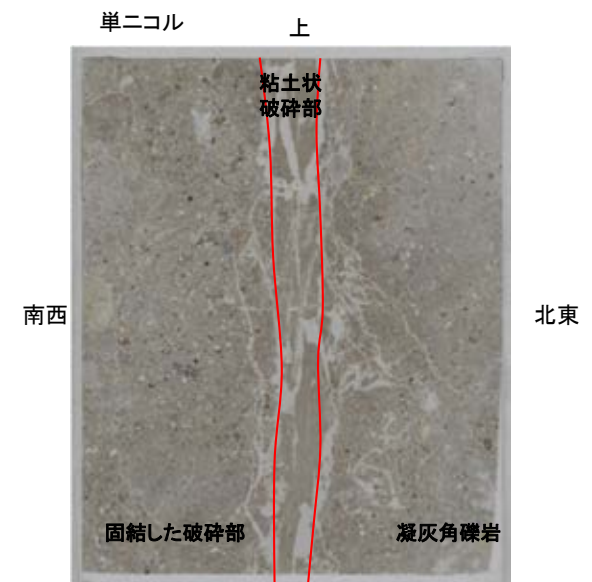 単ニコル
上
粘土状
破砕部
南西
北東
固結した破砕部
凝灰角礫岩